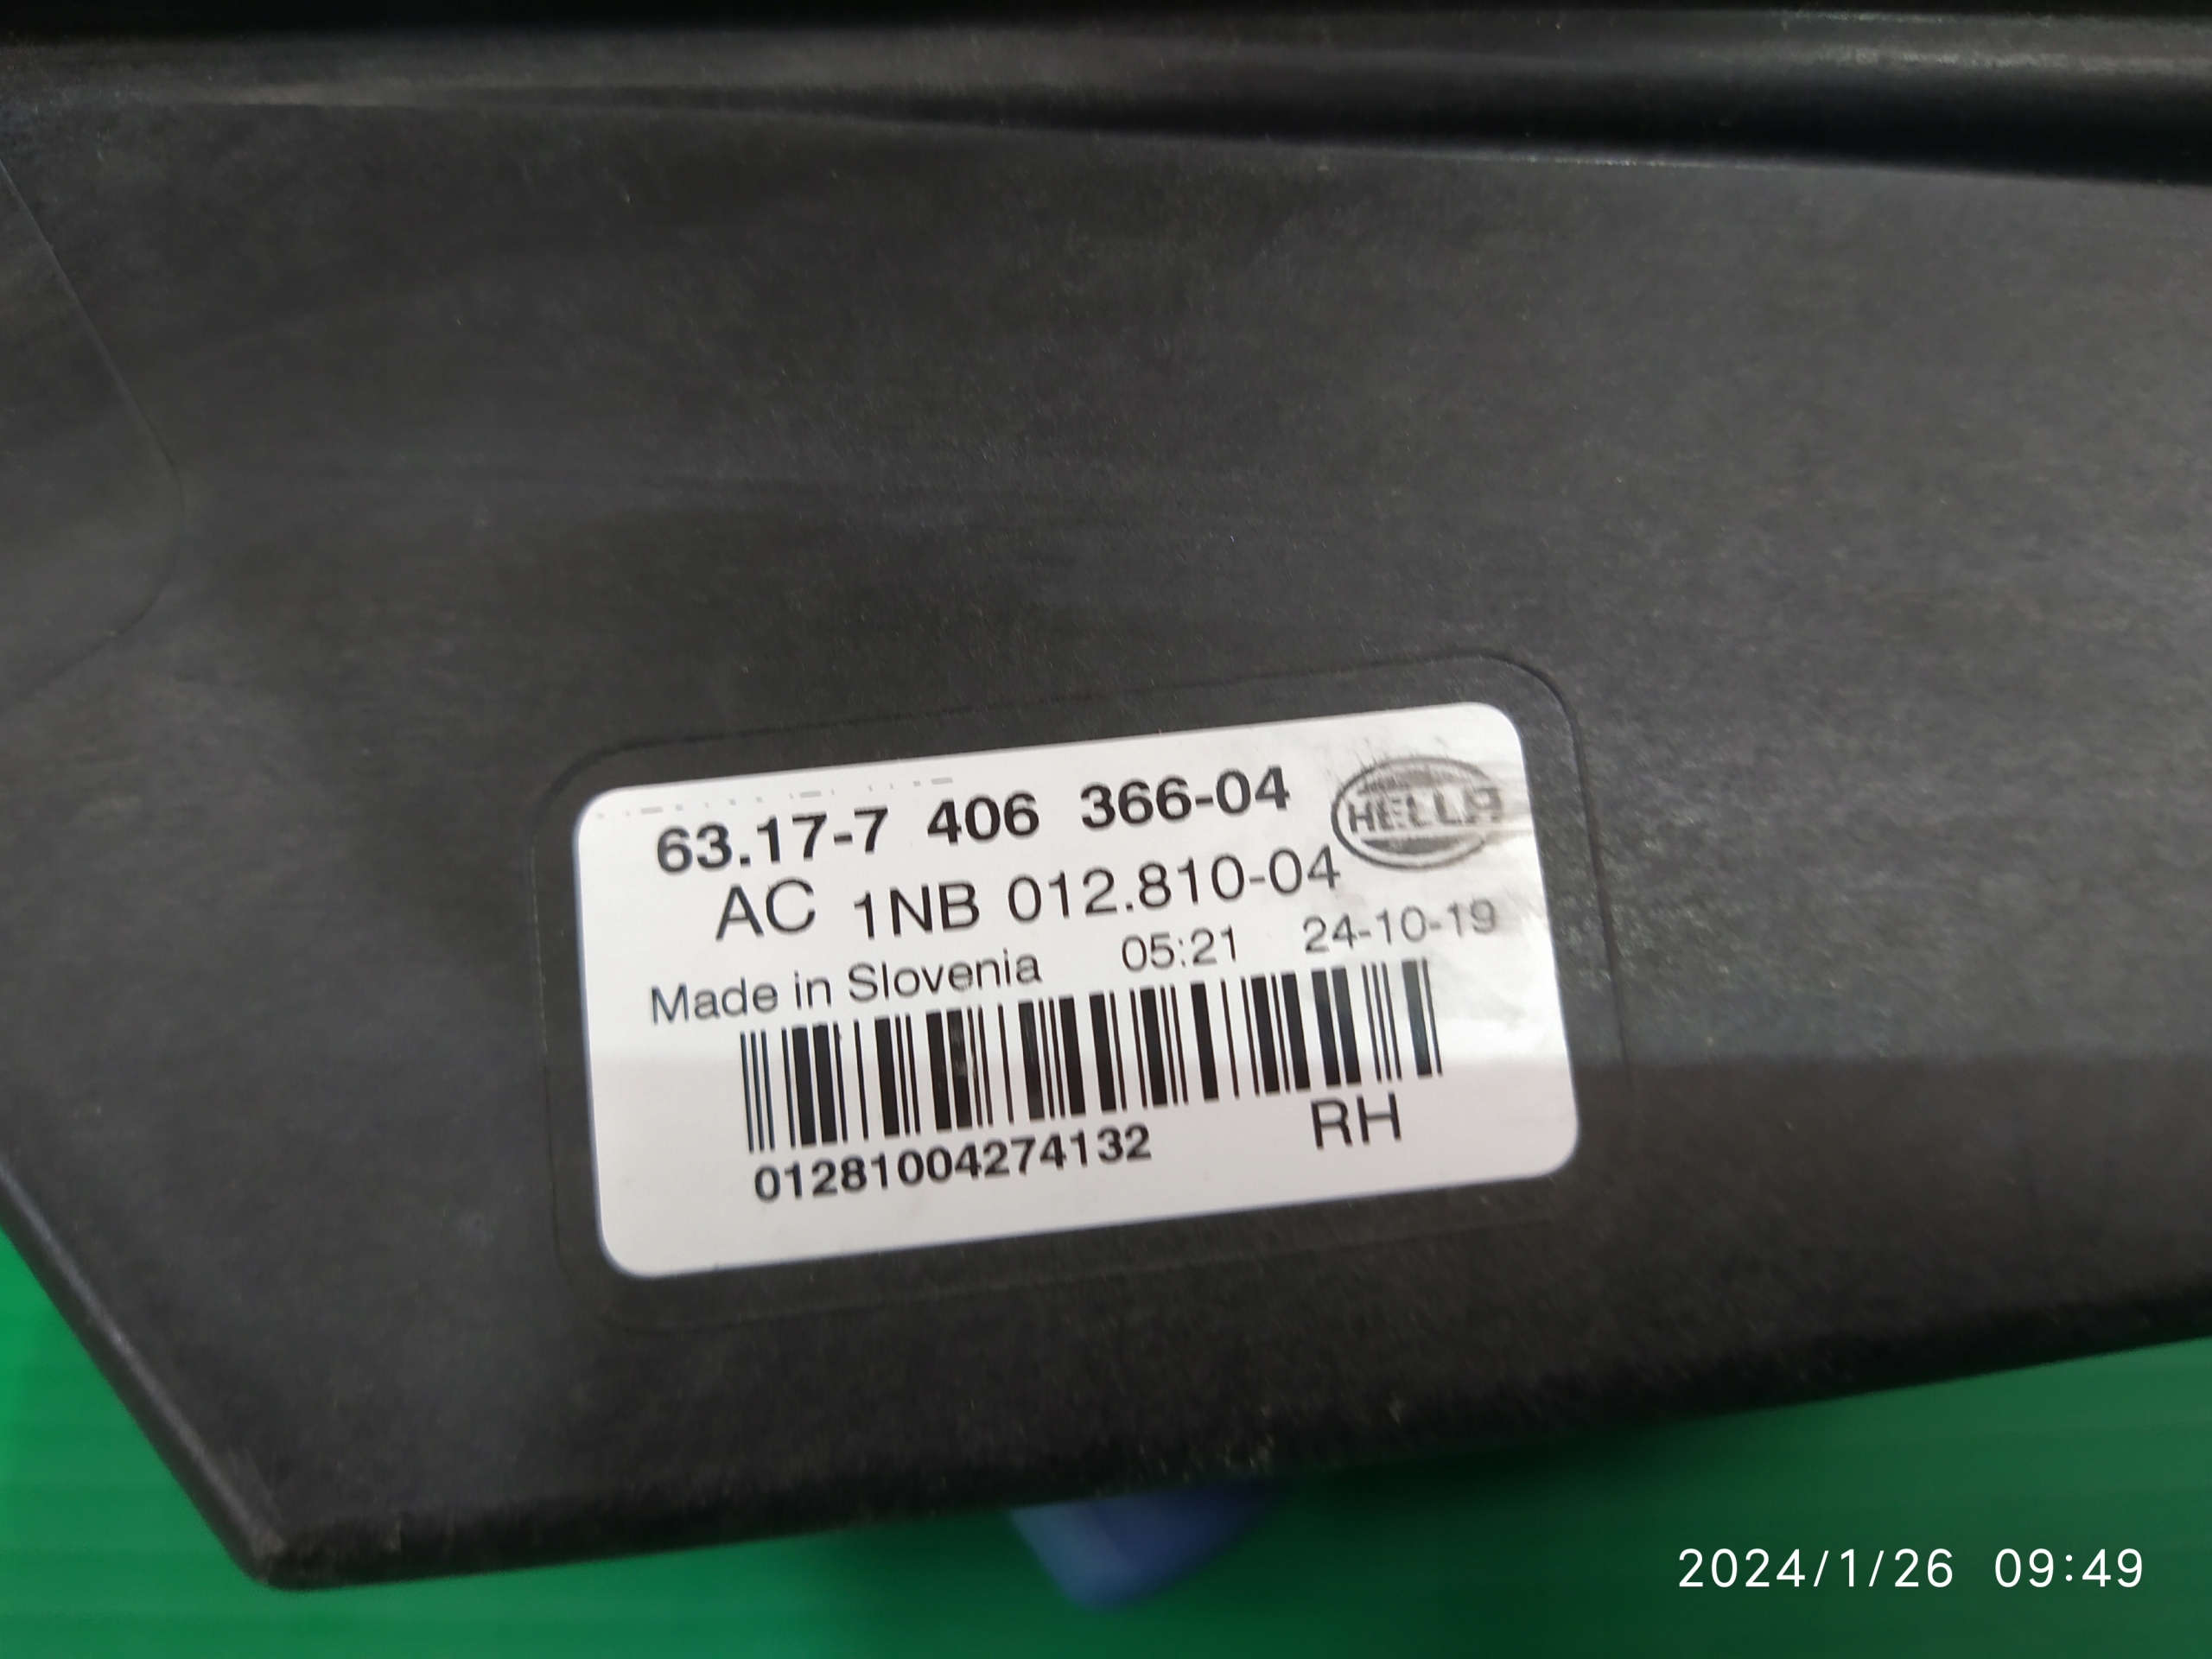 63.17-7 406 366-04
HELLA
AC 1NB 012.810-04
Made in Slovenia 05:21 24-10-19
01281004274132 RH
2024/1/26 09:49